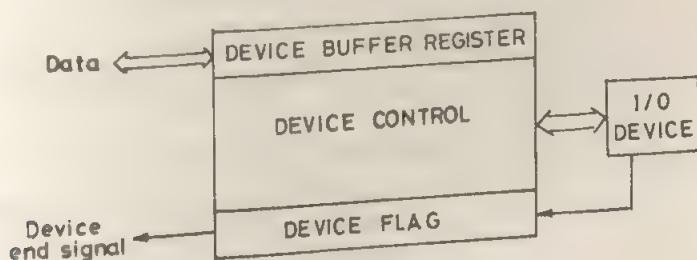 Data
DEVICE BUFFER REGISTER
DEVICE CONTROL
I/O
DEVICE
DEVICE FLAG
Device
end signal